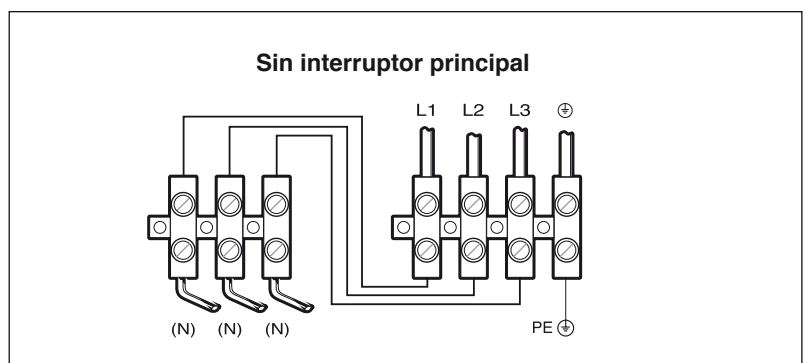 Sin interruptor principal
L1 L2 L3
(N) (N) (N)
PE